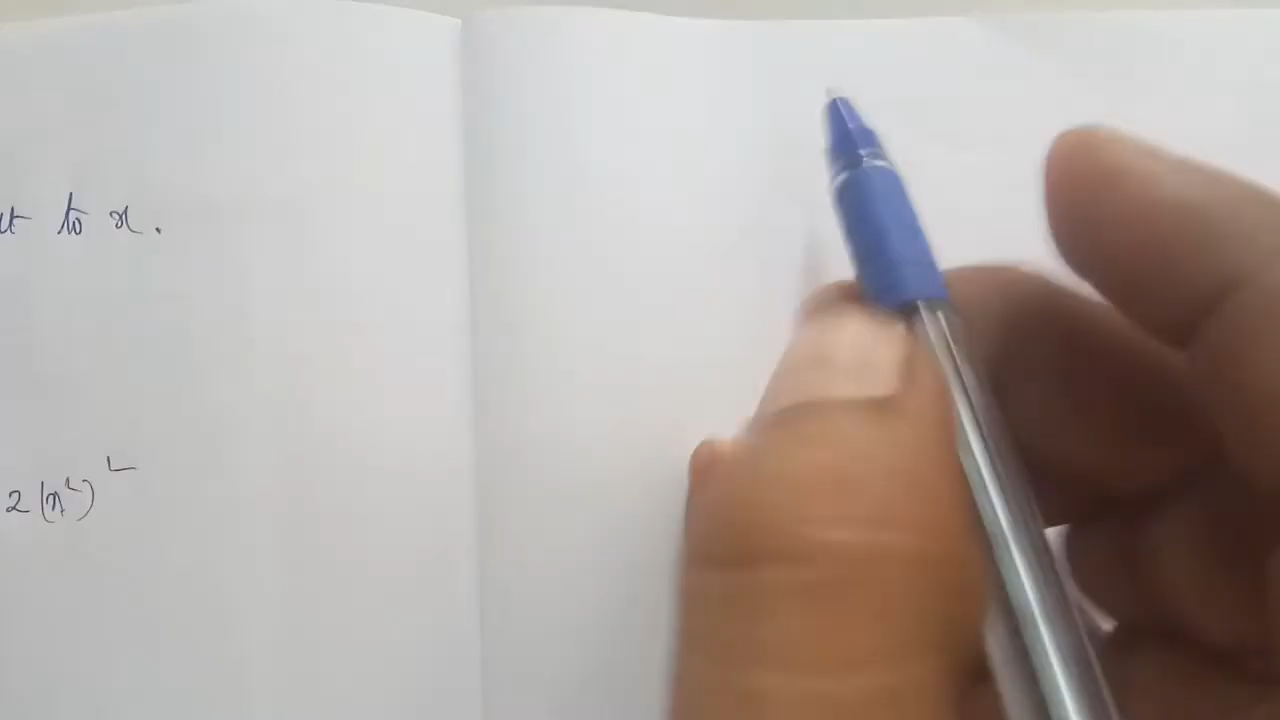 to x.
2(x²)²